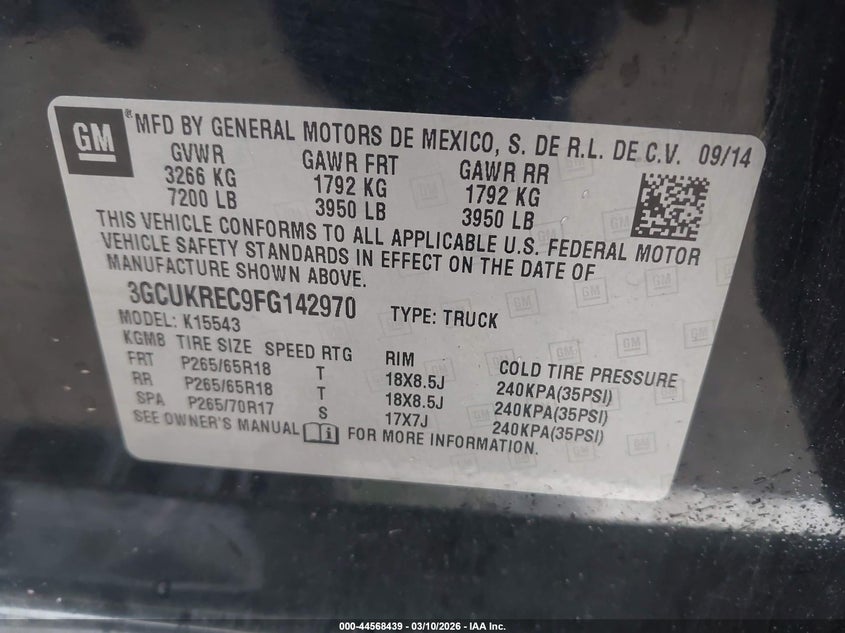 GM ® MFD BY GENERAL MOTORS DE MEXICO, S. DE R.L. DE C.V. 09/14
GVWR GAWR FRT GAWR RR
3266 KG 1792 KG 1792 KG
7200 LB 3950 LB 3950 LB
THIS VEHICLE CONFORMS TO ALL APPLICABLE U.S. FEDERAL MOTOR
VEHICLE SAFETY STANDARDS IN EFFECT ON THE DATE OF
MANUFACTURE SHOWN ABOVE.
3GCUKREC9FG142970 TYPE: TRUCK
MODEL: K15543
KGM8 TIRE SIZE SPEED RTG RIM COLD TIRE PRESSURE
FRT P265/65R18 T 18X8.5J 240KPA(35PSI)
RR P265/65R18 T 18X8.5J 240KPA(35PSI)
SPA P265/70R17 S 17X7J 240KPA(35PSI)
SEE OWNER'S MANUAL FOR MORE INFORMATION.
000-44568439 - 03/10/2026 - IAA Inc.